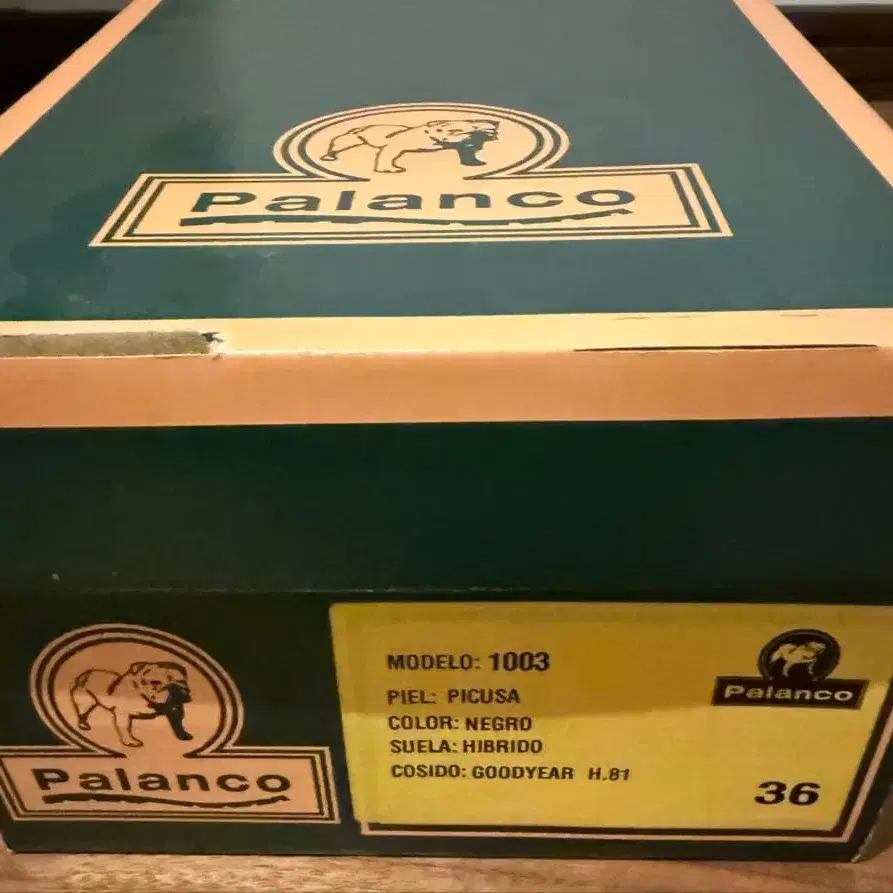 Palanco
Palanco
MODELO: 1003
PIEL: PICUSA
COLOR: NEGRO
SUELA: HIBRIDO
COSIDO: GOODYEAR H.81
Palanco
36